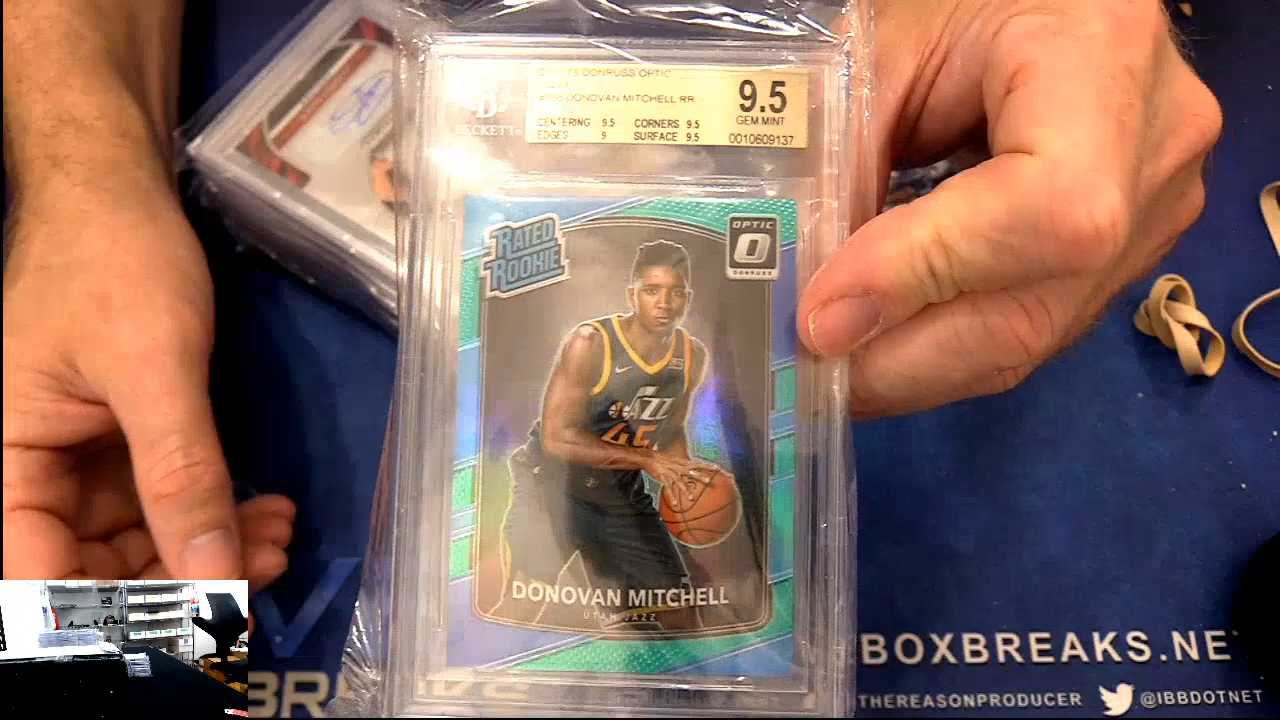 DONRUSS OPTIC
DONOVAN MITCHELL RR
BECKETT
CENTERING 9.5 CORNERS 9.5
EDGES 9 SURFACE 9.5
9.5
GEM MINT
0010609137
RATED
ROOKIE
OPTIC
DONRUSS
JAZZ
45
DONOVAN MITCHELL
UTAH JAZZ
BOXBREAKS.NE
THEREASONPRODUCER @IBBDOTNET